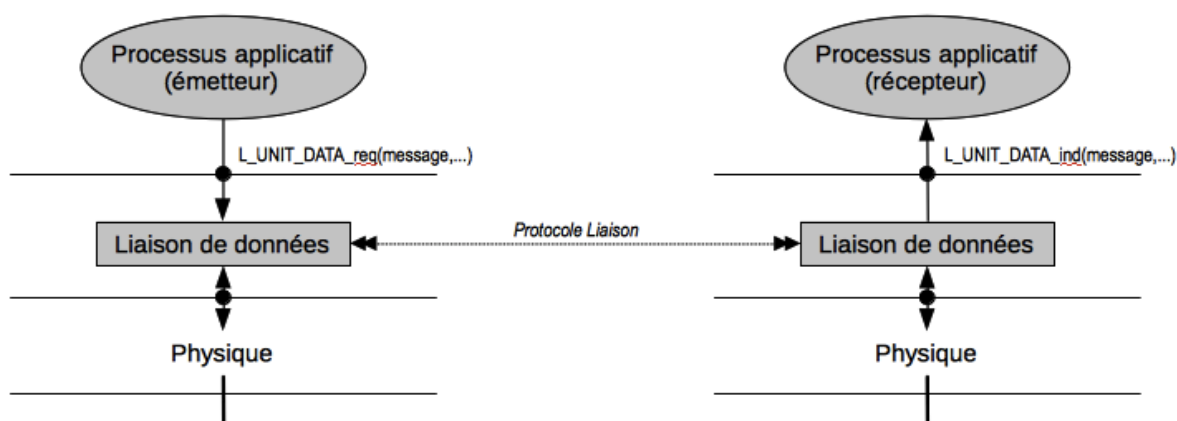 Processus applicatif
(émetteur)
Processus applicatif
(récepteur)
L_UNIT_DATA_req(message,...)
L_UNIT_DATA_ind(message,...)
Liaison de données
Protocole Liaison
Liaison de données
Physique
Physique